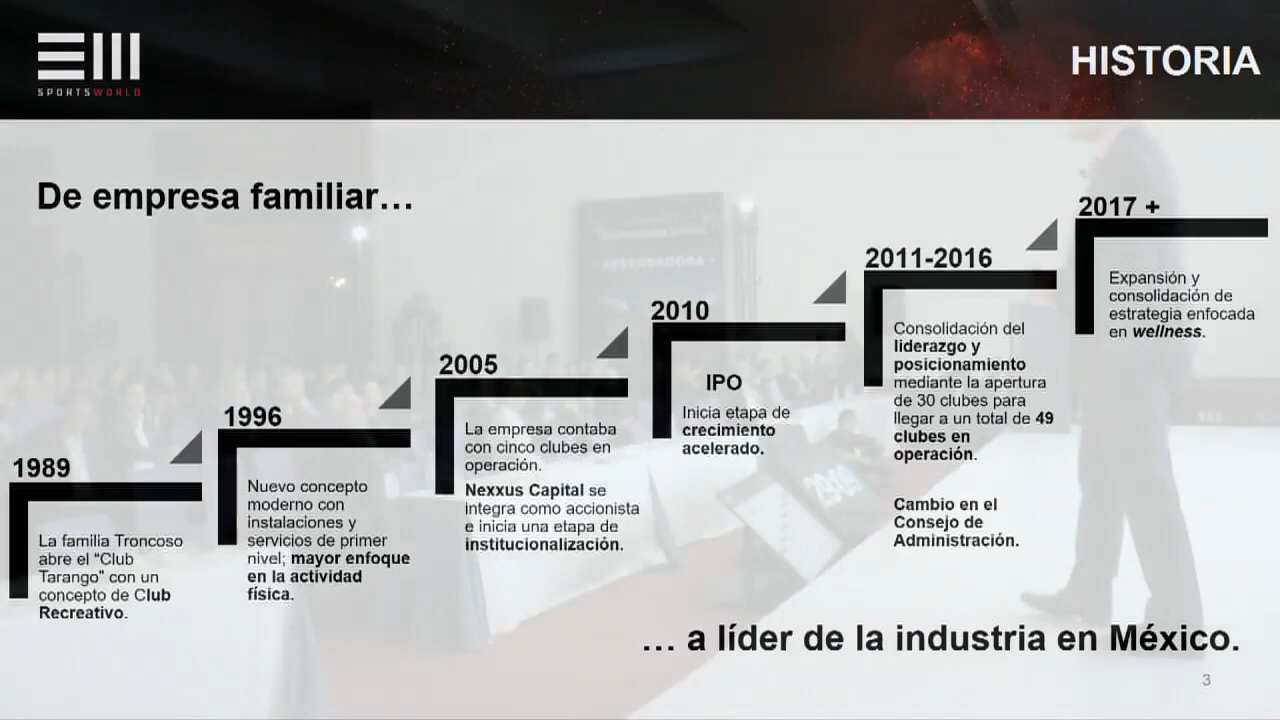 SPORTSWORLD
HISTORIA
De empresa familiar…
1989
La familia Troncoso
abre el “Club
Tarango” con un
concepto de Club
Recreativo.
1996
Nuevo concepto
moderno con
instalaciones y
servicios de primer
nivel; mayor enfoque
en la actividad
física.
2005
La empresa contaba
con cinco clubes en
operación.
Nexxus Capital se
integra como accionista
e inicia una etapa de
institucionalización.
2010
IPO
Inicia etapa de
crecimiento
acelerado.
2011-2016
Consolidación del
liderazgo y
posicionamiento
mediante la apertura
de 30 clubes para
llegar a un total de 49
clubes en
operación.
Cambio en el
Consejo de
Administración.
2017 +
Expansión y
consolidación de
estrategia enfocada
en wellness.
… a líder de la industria en México.
3